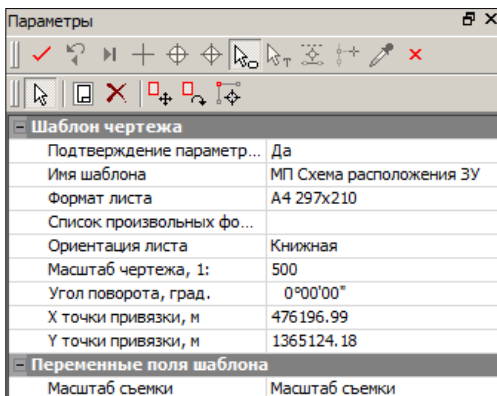 Параметры
Шаблон чертежа
Подтверждение параметр... Да
Имя шаблона МП Схема расположения ЗУ
Формат листа А4 297x210
Список произвольных фо...
Ориентация листа Книжная
Масштаб чертежа, 1: 500
Угол поворота, град. 0°00'00"
X точки привязки, м 476196.99
Y точки привязки, м 1365124.18
Переменные поля шаблона
Масштаб съемки Масштаб съемки